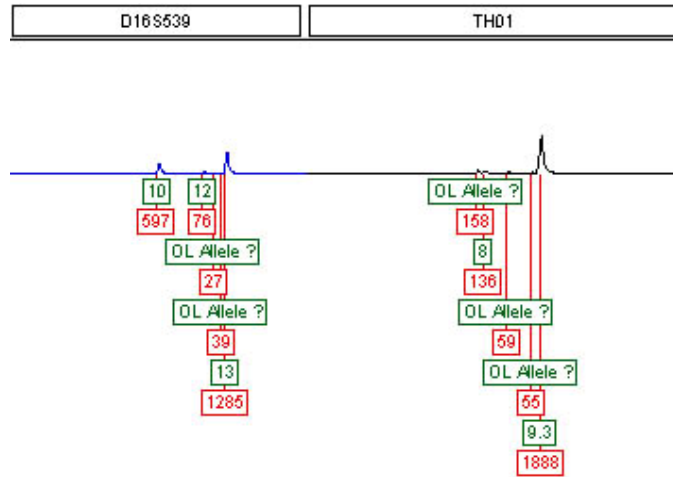 D16S539 TH01
10 12 OL Allele ?
597 76 158
OL Allele ? 8
27 136
OL Allele ? OL Allele ?
39 59
13 OL Allele ?
1285 55
9.3
1888